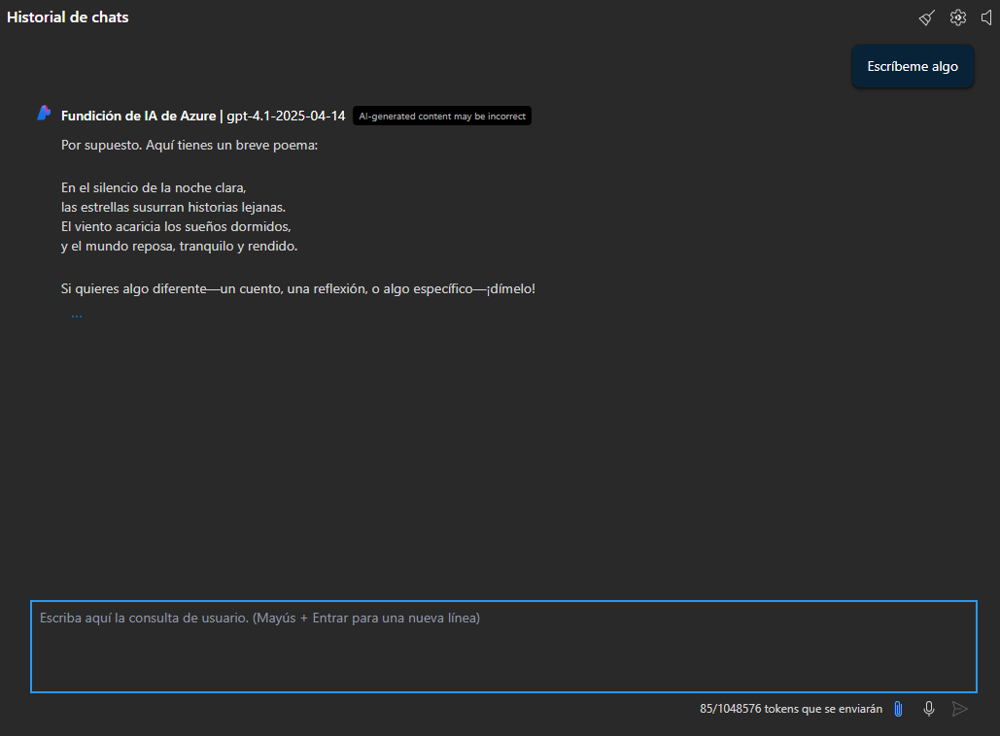 Historial de chats
Escríbeme algo
Fundición de IA de Azure | gpt-4.1-2025-04-14 AI-generated content may be incorrect
Por supuesto. Aquí tienes un breve poema:
En el silencio de la noche clara,
las estrellas susurran historias lejanas.
El viento acaricia los sueños dormidos,
y el mundo reposa, tranquilo y rendido.
Si quieres algo diferente—un cuento, una reflexión, o algo específico—¡dímelo!
...
Escriba aquí la consulta de usuario. (Mayús + Entrar para una nueva línea)
85/1048576 tokens que se enviarán